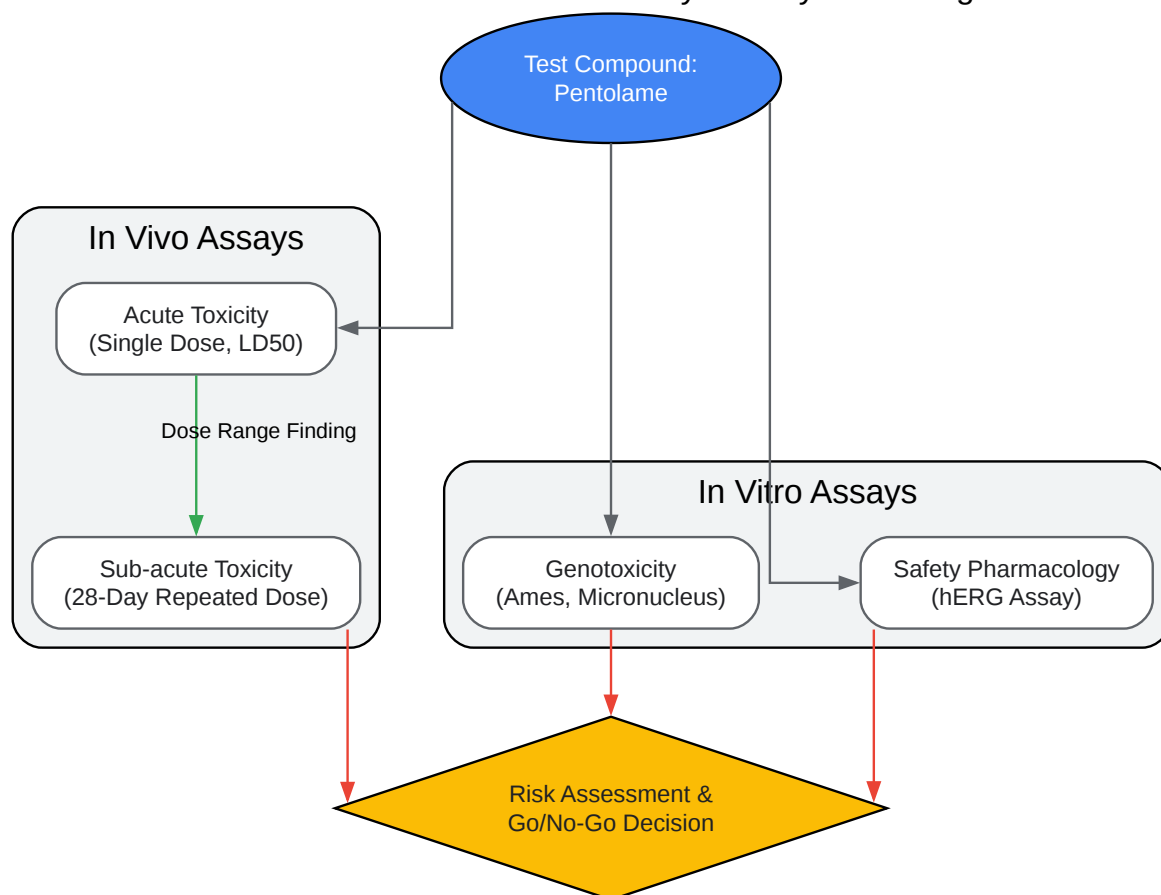 Test Compound:
Pentolame
In Vivo Assays
Acute Toxicity
(Single Dose, LD50)
Dose Range Finding
Sub-acute Toxicity
(28-Day Repeated Dose)
In Vitro Assays
Genotoxicity
(Ames, Micronucleus)
Safety Pharmacology
(hERG Assay)
Risk Assessment &
Go/No-Go Decision